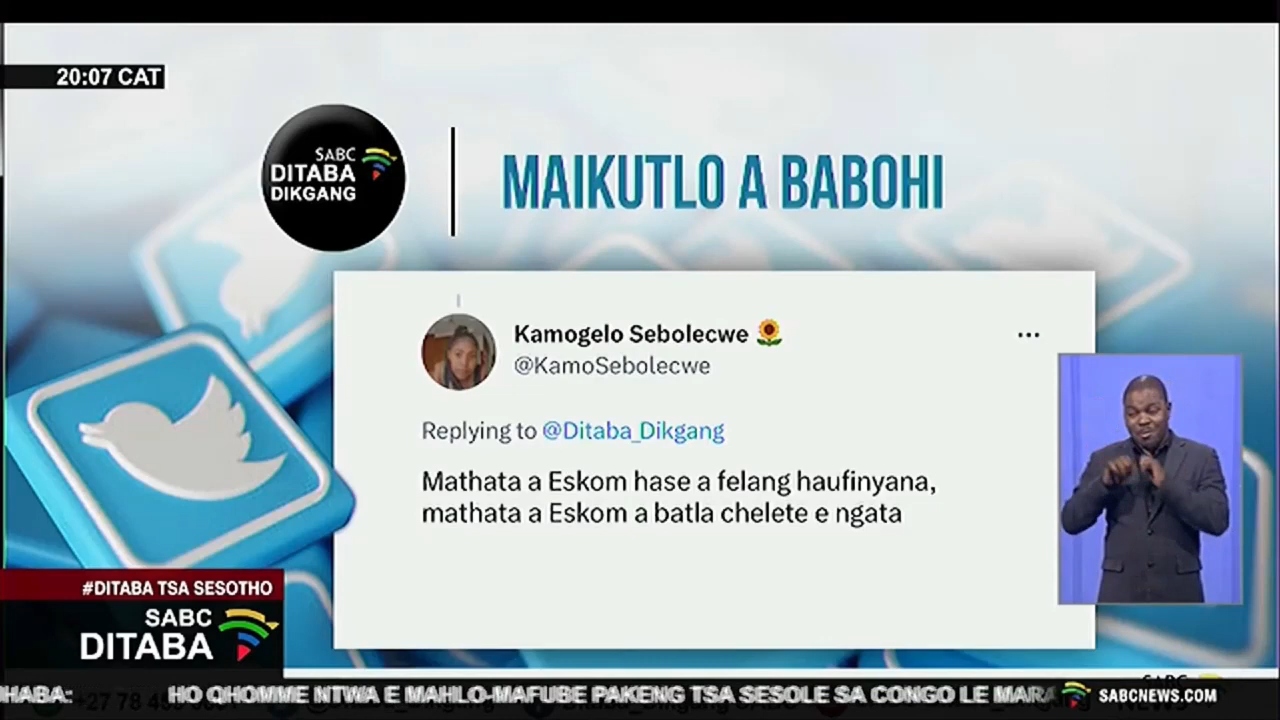 20:07 CAT
SABC
DITABA
DIKGANG
MAIKUTLO A BABOHI
Kamogelo Sebolecwe
@KamoSebolecwe
Replying to @Ditaba_Dikgang
Mathata a Eskom hase a felang haufinyana,
mathata a Eskom a batla chelete e ngata
#DITABA TSA SESOTHO
SABC
DITABA
HABA: HO QHOMME NTWA E MAHLO-MAFUBE PAKENG TSA SESOLE SA CONGO LE MARA
SABCNEWS.COM